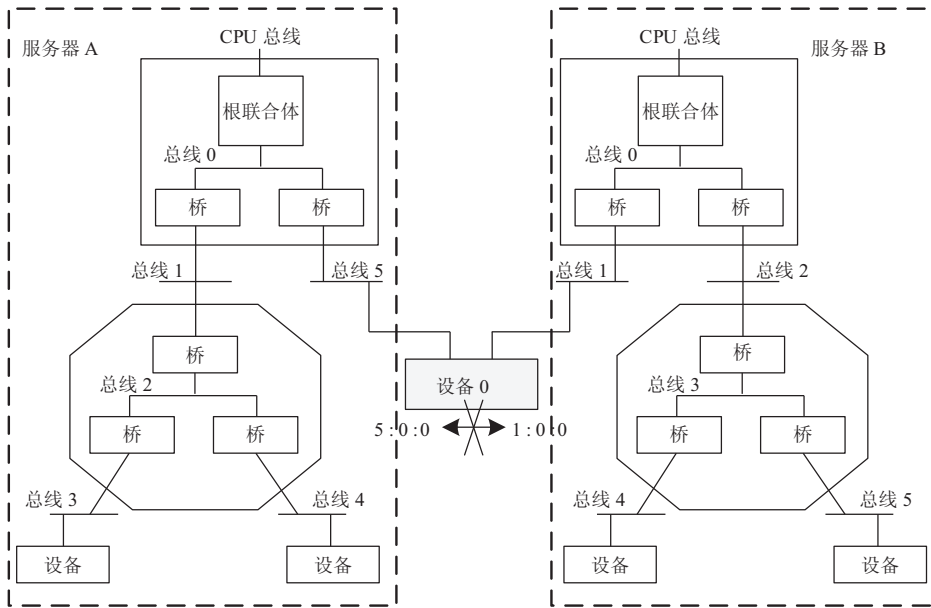 服务器 A
CPU 总线
根联合体
总线 0
桥
桥
总线 1
总线 5
桥
总线 2
桥
桥
总线 3
总线 4
设备
设备
设备 0
5 : 0 : 0
1 : 0 : 0
服务器 B
CPU 总线
根联合体
总线 0
桥
桥
总线 1
总线 2
桥
总线 3
桥
桥
总线 4
总线 5
设备
设备